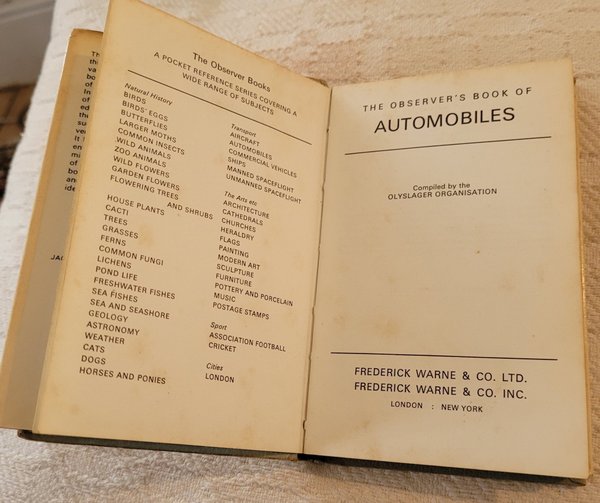 The Observer Books
A POCKET REFERENCE SERIES COVERING A
WIDE RANGE OF SUBJECTS
Natural History
BIRDS
BIRDS' EGGS
BUTTERFLIES
LARGER MOTHS
COMMON INSECTS
WILD ANIMALS
ZOO ANIMALS
WILD FLOWERS
GARDEN FLOWERS
FLOWERING TREES
AND SHRUBS
HOUSE PLANTS
CACTI
TREES
GRASSES
FERNS
COMMON FUNGI
LICHENS
POND LIFE
FRESHWATER FISHES
SEA FISHES
SEA AND SEASHORE
GEOLOGY
ASTRONOMY
WEATHER
CATS
DOGS
HORSES AND PONIES
Transport
AIRCRAFT
AUTOMOBILES
COMMERCIAL VEHICLES
SHIPS
MANNED SPACEFLIGHT
UNMANNED SPACEFLIGHT
The Arts etc
ARCHITECTURE
CATHEDRALS
CHURCHES
HERALDRY
FLAGS
PAINTING
MODERN ART
SCULPTURE
FURNITURE
POTTERY AND PORCELAIN
MUSIC
POSTAGE STAMPS
Sport
ASSOCIATION FOOTBALL
CRICKET
Cities
LONDON
THE OBSERVER'S BOOK OF
AUTOMOBILES
Compiled by the
OLYSLAGER ORGANISATION
FREDERICK WARNE & CO. LTD.
FREDERICK WARNE & CO. INC.
LONDON : NEW YORK